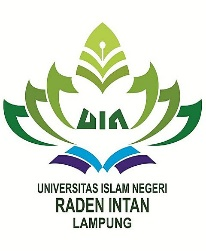 UIN
UNIVERSITAS ISLAM NEGERI
RADEN INTAN
LAMPUNG